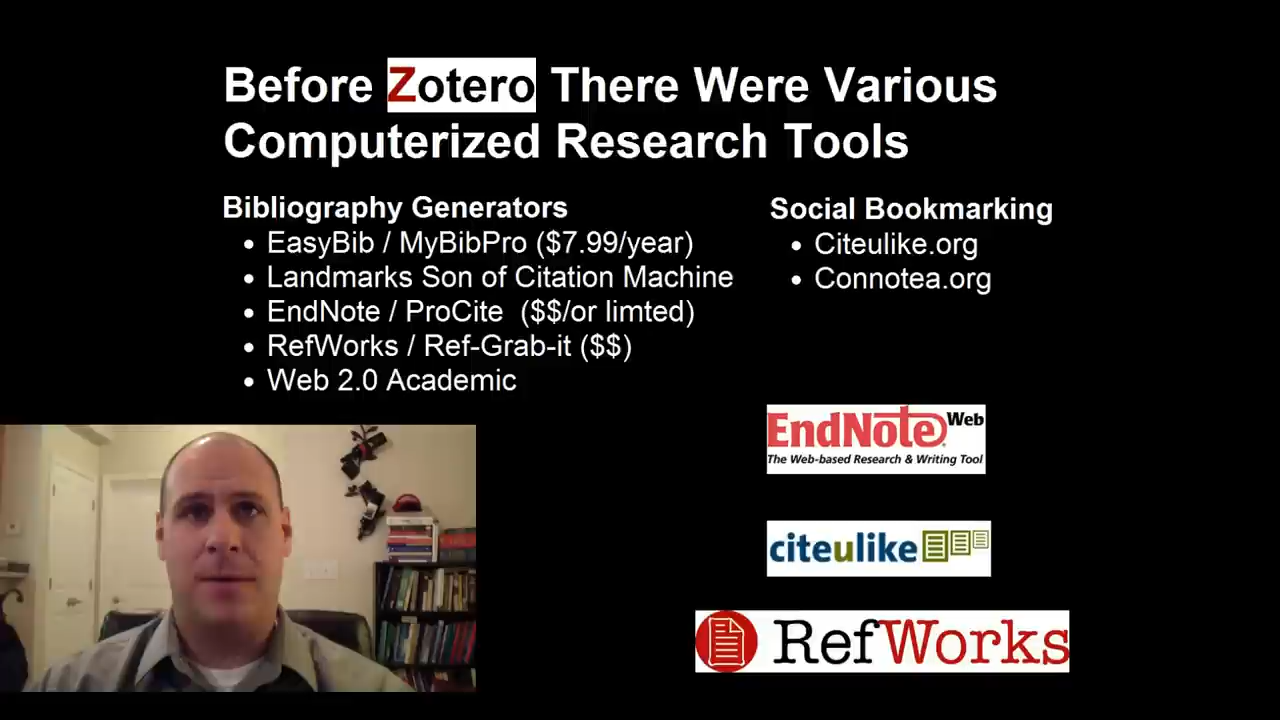 Before Zotero There Were Various
Computerized Research Tools
Bibliography Generators
• EasyBib / MyBibPro ($7.99/year)
• Landmarks Son of Citation Machine
• EndNote / ProCite ($$/or limted)
• RefWorks / Ref-Grab-it ($$)
• Web 2.0 Academic
Social Bookmarking
• Citeulike.org
• Connotea.org
EndNote Web
The Web-based Research & Writing Tool
citeulike
RefWorks